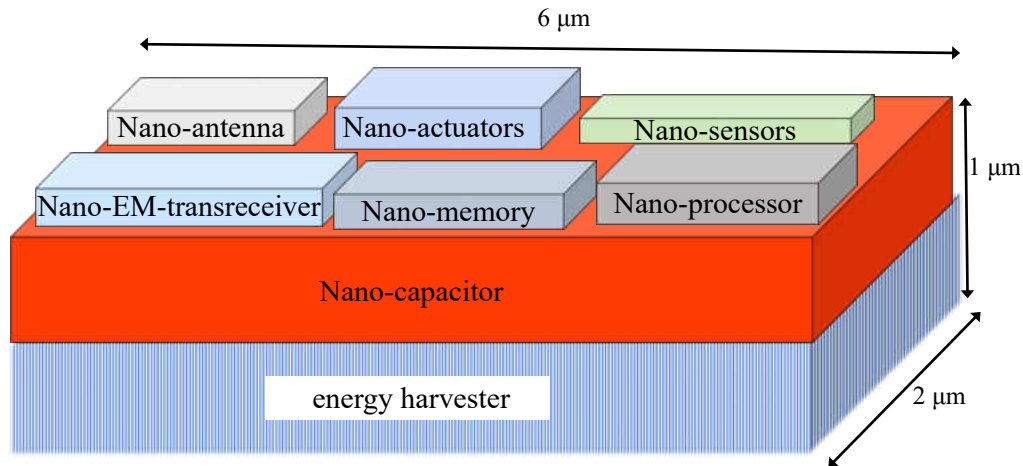 6 μm
Nano-antenna
Nano-actuators
Nano-sensors
1 μm
Nano-EM-transreceiver
Nano-memory
Nano-processor
Nano-capacitor
energy harvester
2 μm